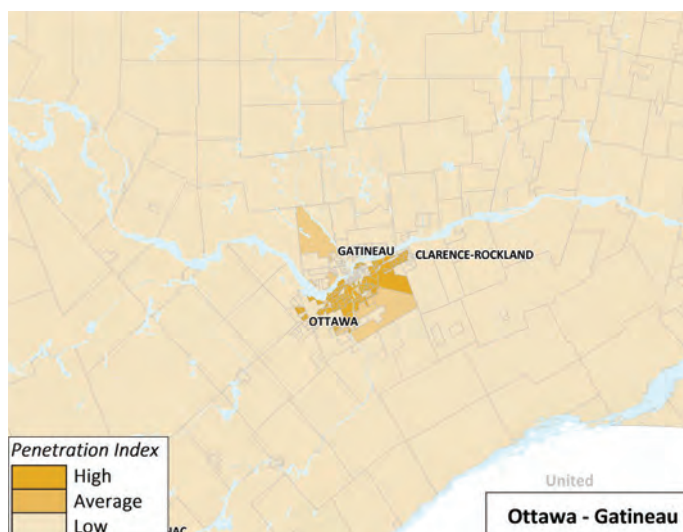 GATINEAU
CLARENCE-ROCKLAND
OTTAWA
Penetration Index
High
Average
Low
United
Ottawa - Gatineau